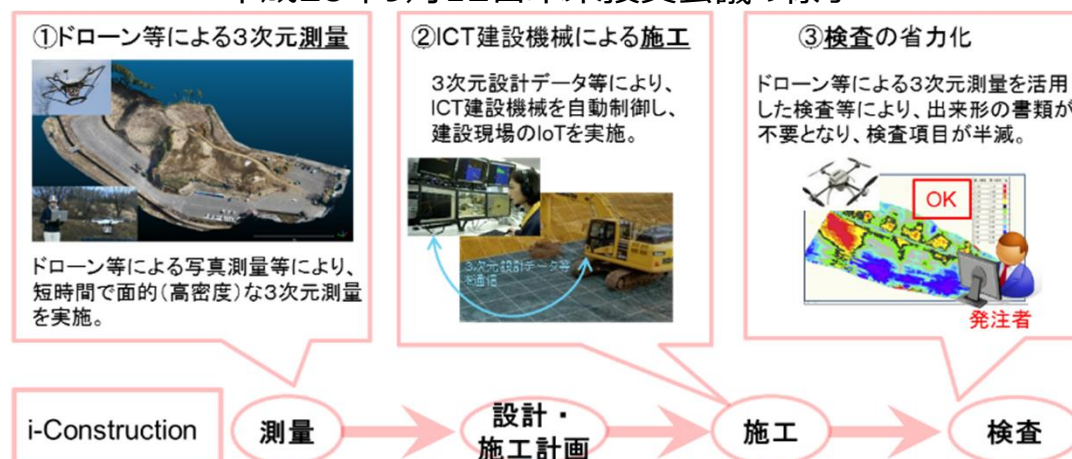 ①ドローン等による3次元測量
ドローン等による写真測量等により、
短時間で面的(高密度)な3次元測量
を実施。
②ICT建設機械による施工
3次元設計データ等により、
ICT建設機械を自動制御し、
建設現場のIoTを実施。
3次元設計データ等
を通信
③検査の省力化
ドローン等による3次元測量を活用
した検査等により、出来形の書類が
不要となり、検査項目が半減。
OK
発注者
i-Construction
測量
設計・
施工計画
施工
検査